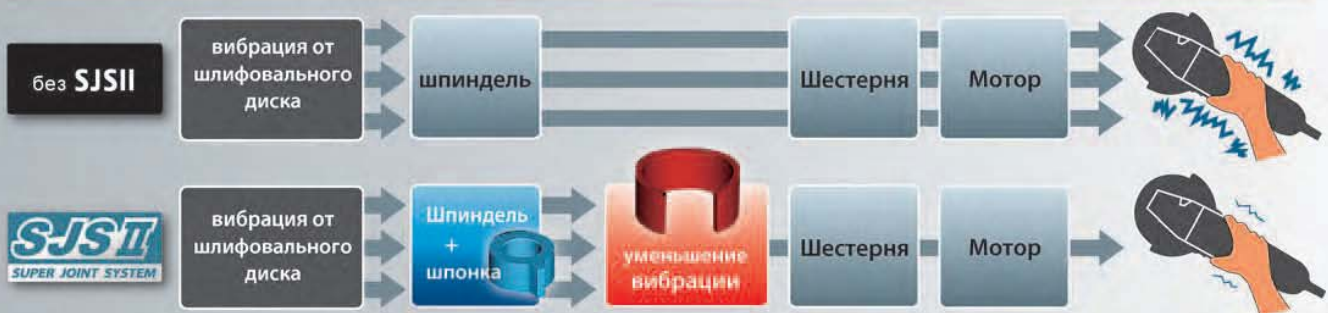 без SJSII
вибрация от
шлифовального
диска
шпиндель
Шестерня
Мотор
SJS II
SUPER JOINT SYSTEM
вибрация от
шлифовального
диска
Шпиндель
+
шпонка
уменьшение
вибрации
Шестерня
Мотор